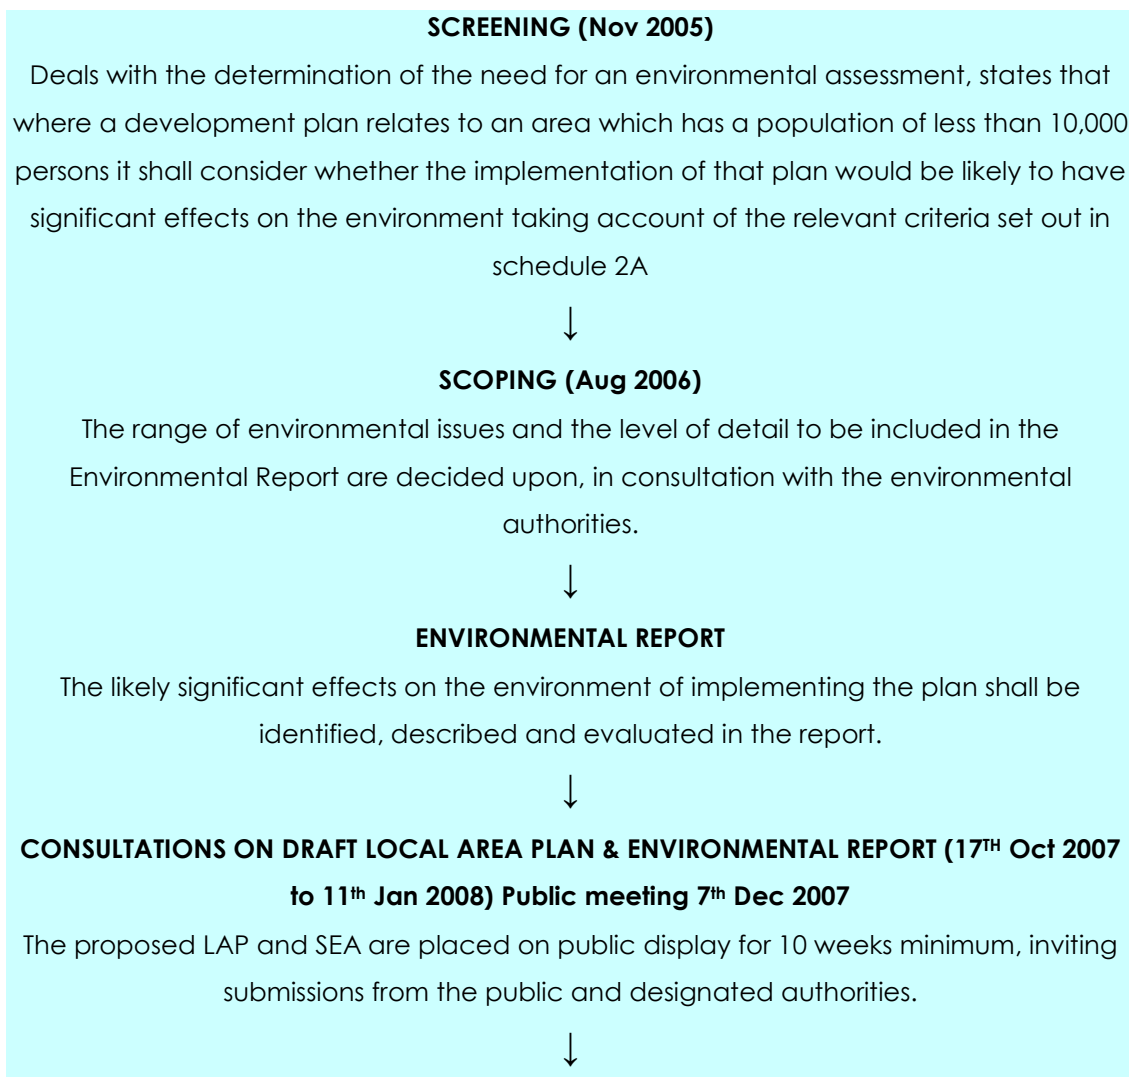 SCREENING (Nov 2005)
Deals with the determination of the need for an environmental assessment, states that
where a development plan relates to an area which has a population of less than 10,000
persons it shall consider whether the implementation of that plan would be likely to have
significant effects on the environment taking account of the relevant criteria set out in
schedule 2A
↓
SCOPING (Aug 2006)
The range of environmental issues and the level of detail to be included in the
Environmental Report are decided upon, in consultation with the environmental
authorities.
↓
ENVIRONMENTAL REPORT
The likely significant effects on the environment of implementing the plan shall be
identified, described and evaluated in the report.
↓
CONSULTATIONS ON DRAFT LOCAL AREA PLAN & ENVIRONMENTAL REPORT (17TH Oct 2007
to 11th Jan 2008) Public meeting 7th Dec 2007
The proposed LAP and SEA are placed on public display for 10 weeks minimum, inviting
submissions from the public and designated authorities.
↓